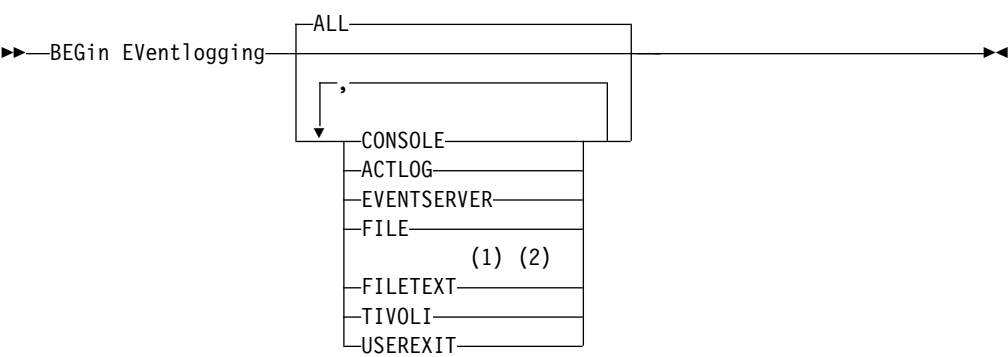 ALL
BEGin EVentlogging
,
CONSOLE
ACTLOG
EVENTSERVER
FILE
(1) (2)
FILETEXT
TIVOLI
USEREXIT